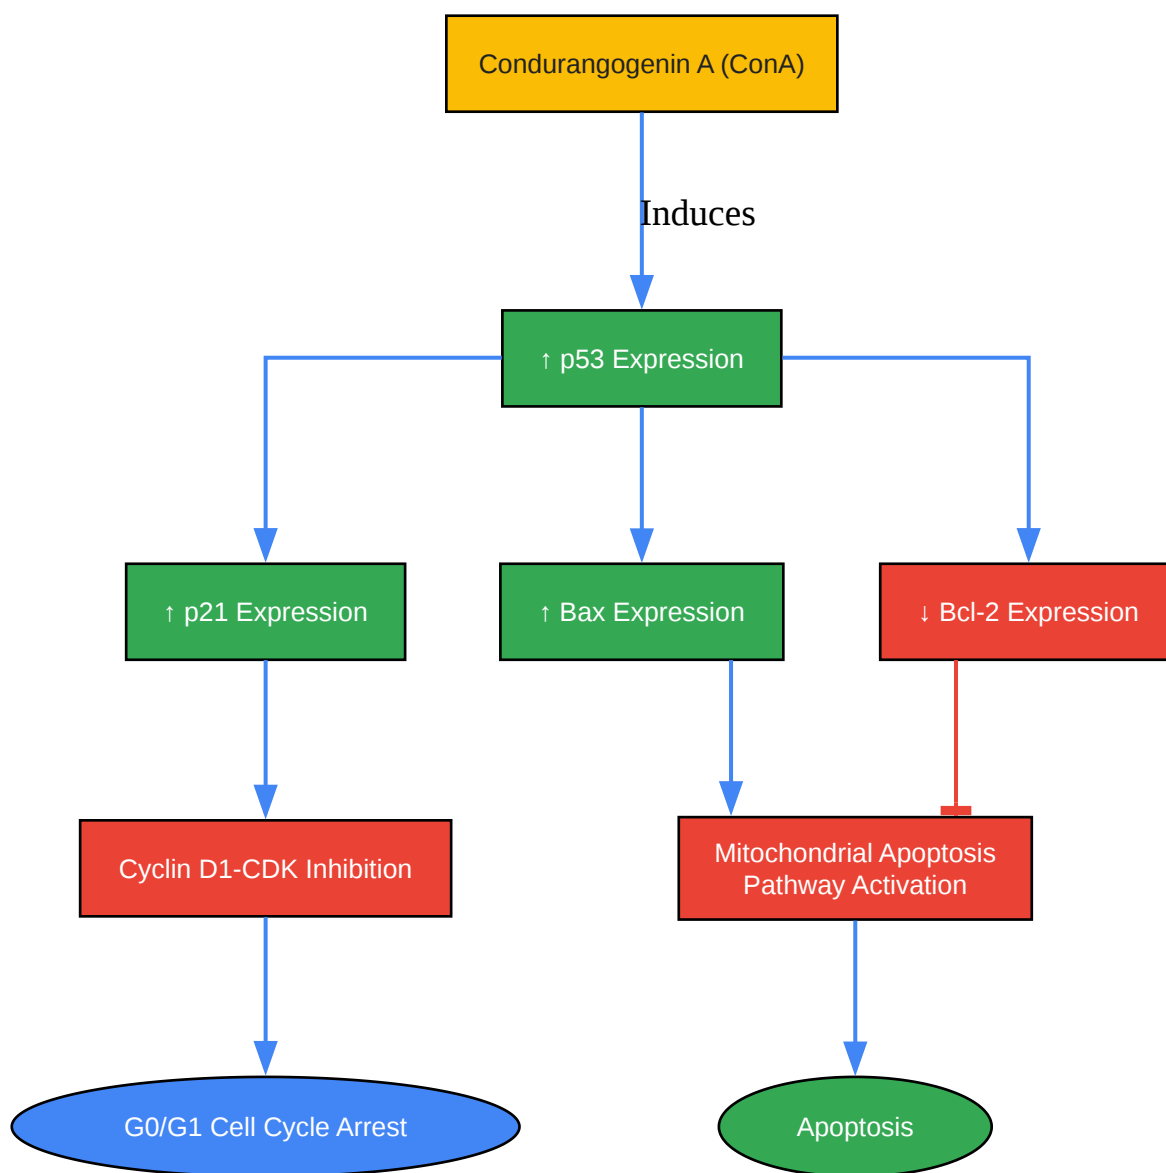 Condurangogenin A (ConA)
Induces
↑ p53 Expression
↑ p21 Expression
↑ Bax Expression
↓ Bcl-2 Expression
Cyclin D1-CDK Inhibition
Mitochondrial Apoptosis
Pathway Activation
G0/G1 Cell Cycle Arrest
Apoptosis